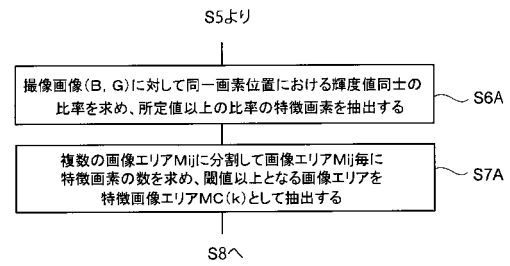 S5より
撮像画像(B, G)に対して同一画素位置における輝度値同士の
比率を求め、所定値以上の比率の特徴画素を抽出する
S6A
複数の画像エリアMijに分割して画像エリアMij毎に
特徴画素の数を求め、閾値以上となる画像エリアを
特徴画像エリアMC(k)として抽出する
S7A
S8へ